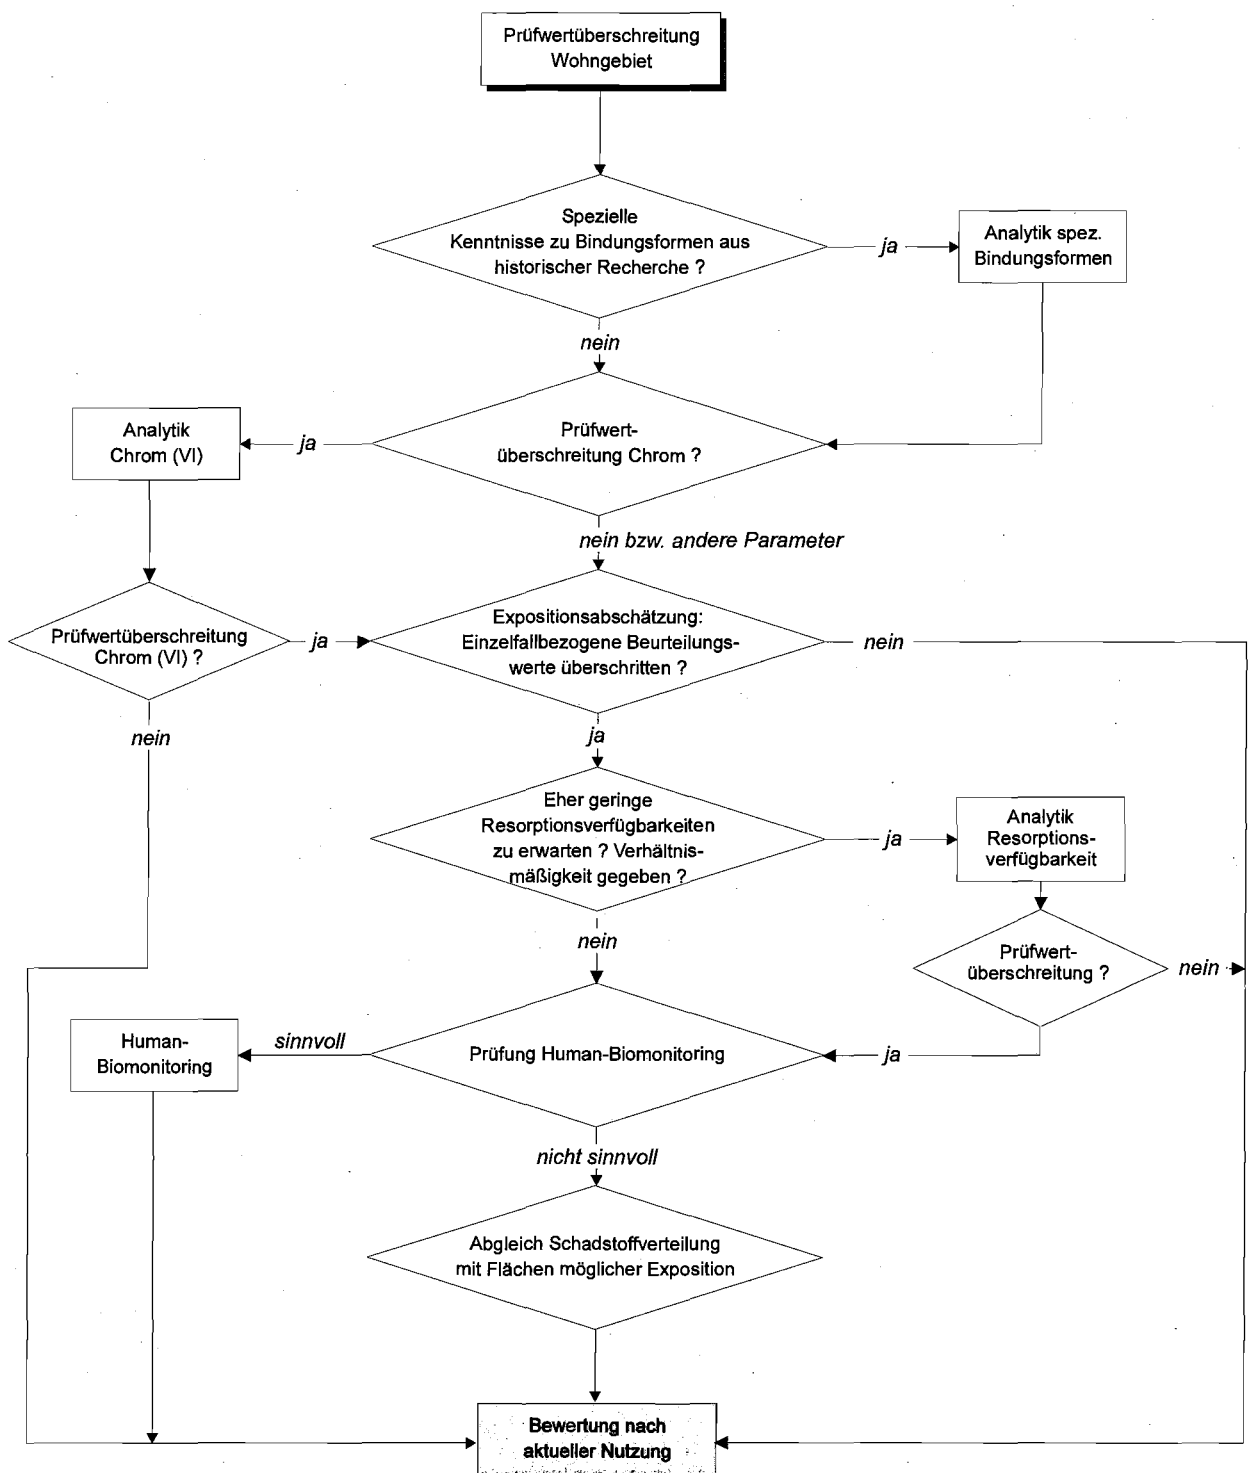 Prüfwertüberschreitung
Wohngebiet
Spezielle
Kenntnisse zu Bindungsformen aus
historischer Recherche ?
ja
Analytik spez.
Bindungsformen
nein
Analytik
Chrom (VI)
ja
Prüfwert-
überschreitung Chrom ?
nein bzw. andere Parameter
Prüfwertüberschreitung
Chrom (VI) ?
ja
Expositionsabschätzung:
Einzelfallbezogene Beurteilungs-
werte überschritten ?
nein
nein
ja
Eher geringe
Resorptionsverfügbarkeiten
zu erwarten ? Verhältnis-
mäßigkeit gegeben ?
ja
Analytik
Resorptions-
verfügbarkeit
nein
Prüfwert-
überschreitung ?
nein
Human-
Biomonitoring
sinnvoll
Prüfung Human-Biomonitoring
ja
nicht sinnvoll
Abgleich Schadstoffverteilung
mit Flächen möglicher Exposition
Bewertung nach
aktueller Nutzung